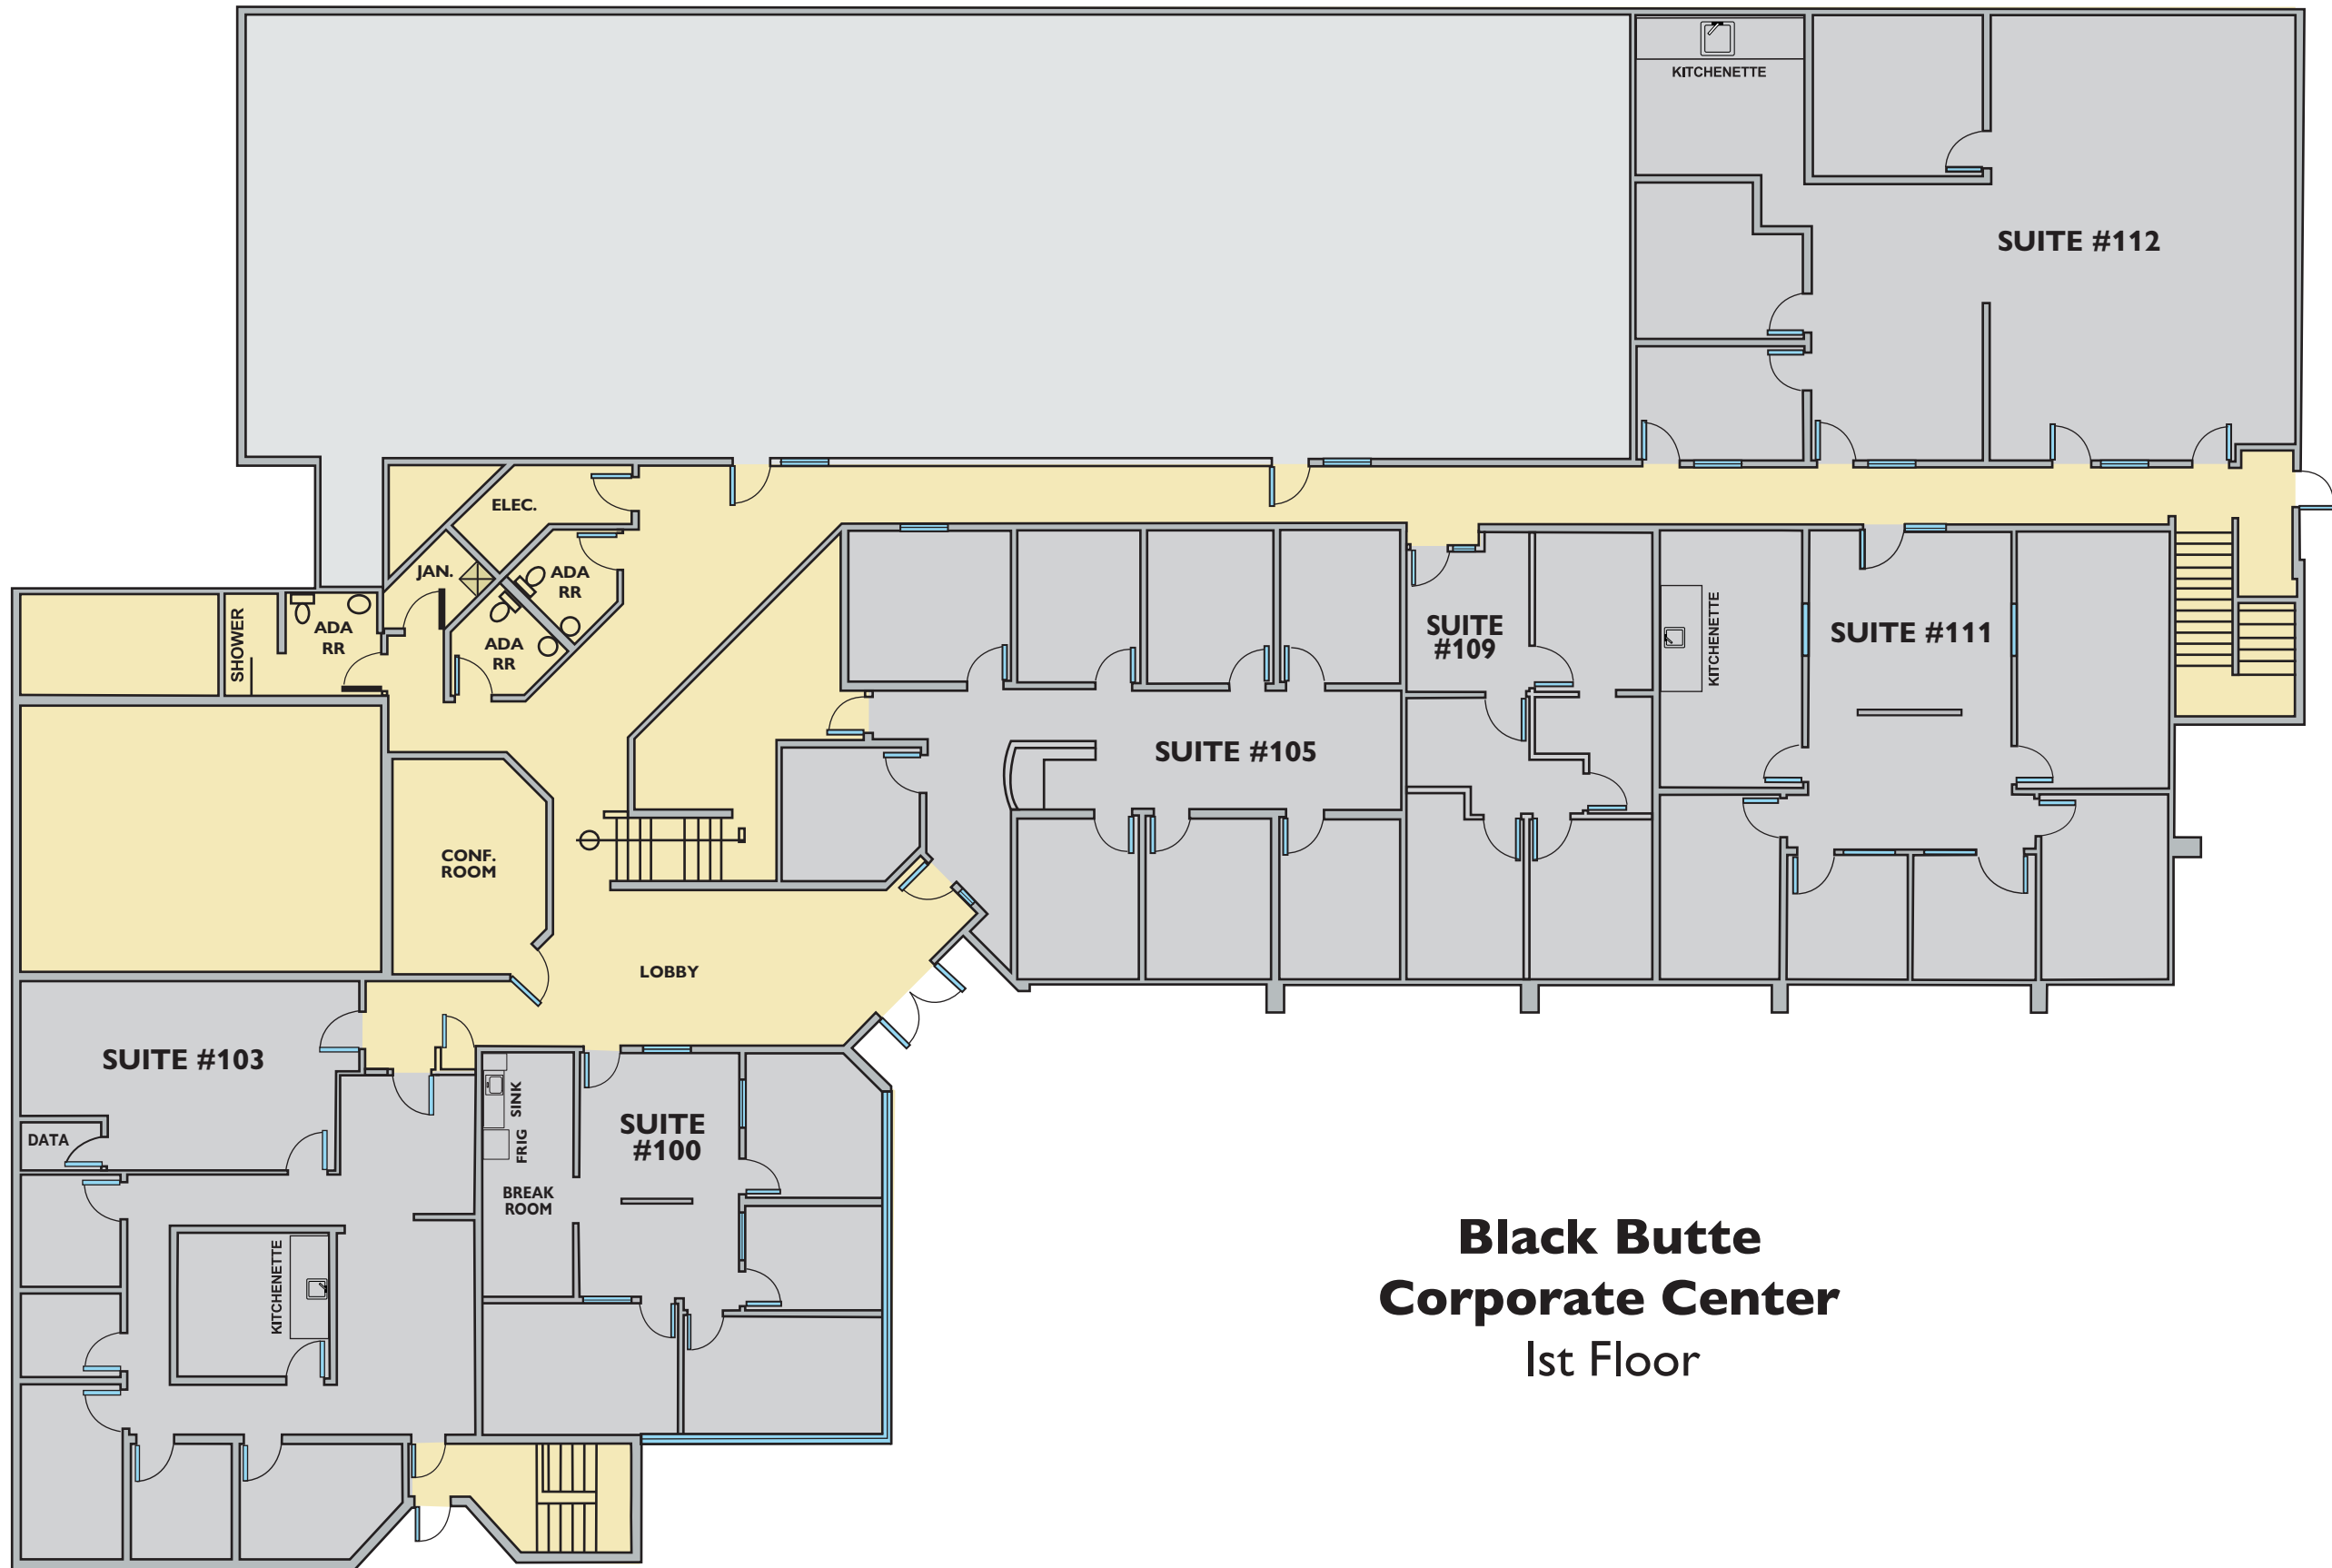 KITCHENETTE
SUITE #112
ELEC.
JAN.
ADA
RR
SHOWER
ADA
RR
ADA
RR
SUITE
#109
KITCHENETTE
SUITE #111
SUITE #105
CONF.
ROOM
LOBBY
SUITE #103
DATA
SINK
FRIG
SUITE
#100
BREAK
ROOM
KITCHENETTE
Black Butte
Corporate Center
1st Floor